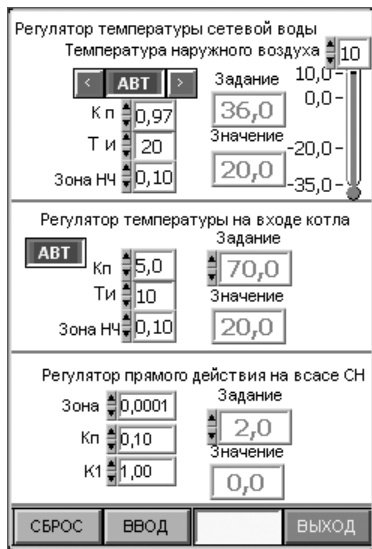 Регулятор температуры сетевой воды
Температура наружного воздуха 10
< АВТ > Задание 10,0
К п 0,97 36,0 0,0
Т и 20 Значение -20,0
Зона НЧ 0,10 20,0 -35,0
Регулятор температуры на входе котла
АВТ Задание
Кп 5,0 70,0
Ти 10 Значение
Зона НЧ 0,10 20,0
Регулятор прямого действия на всасе СН
Зона 0,0001 Задание
Кп 0,10 2,0
К1 1,00 Значение
0,0
СБРОС ВВОД ВЫХОД